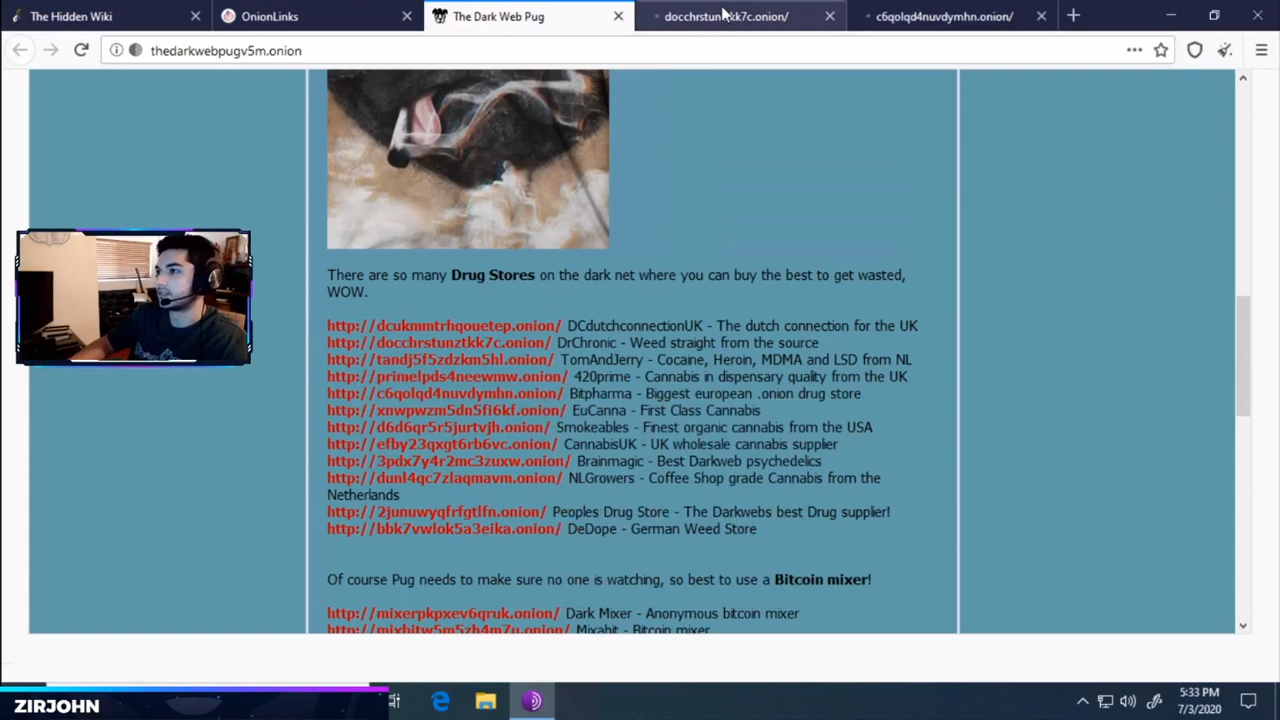 The Hidden Wiki
OnionLinks
The Dark Web Pug
c6qolqd4nuvdymhn.onion/
thedarkwebpugv5m.onion
There are so many Drug Stores on the dark net where you can buy the best to get wasted,
WOW.
http://dcukmmtrhqouetep.onion/ DCdutchconnectionUK - The dutch connection for the UK
http://docchrstunztkk7c.onion/ DrChronic - Weed straight from the source
http://tandj5f5zdzkm5hl.onion/ TomAndJerry - Cocaine, Heroin, MDMA and LSD from NL
http://primelpds4neewmw.onion/ 420prime - Cannabis in dispensary quality from the UK
http://c6qolqd4nuvdymhn.onion/ Bitpharma - Biggest european .onion drug store
http://xnwpwzm5dn5fi6kf.onion/ EuCanna - First Class Cannabis
http://d6d6qr5r5jurtvjh.onion/ Smokeables - Finest organic cannabis from the USA
http://efby23qxgt6rb6vc.onion/ CannabisUK - UK wholesale cannabis supplier
http://3pdx7y4r2mc3zuxw.onion/ Brainmagic - Best Darkweb psychedelics
http://dunl4qc7zlaqmavm.onion/ NLGrowers - Coffee Shop grade Cannabis from the
Netherlands
http://2junuwyqfrfgtlfn.onion/ Peoples Drug Store - The Darkwebs best Drug supplier!
http://bbk7vwlok5a3eika.onion/ DeDope - German Weed Store
Of course Pug needs to make sure no one is watching, so best to use a Bitcoin mixer!
http://mixerpkpxev6qruk.onion/ Dark Mixer - Anonymous bitcoin mixer
Mixabit - Bitcoin mixer
ZIRJOHN
5:33 PM
7/3/2020